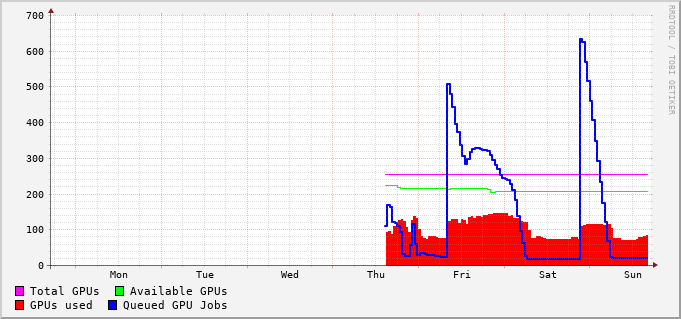 700
600
500
400
300
200
100
0
Mon Tue Wed Thu Fri Sat Sun
Total GPUs Available GPUs
GPUs used Queued GPU Jobs
RRDTOOL / TOBI OETIKER